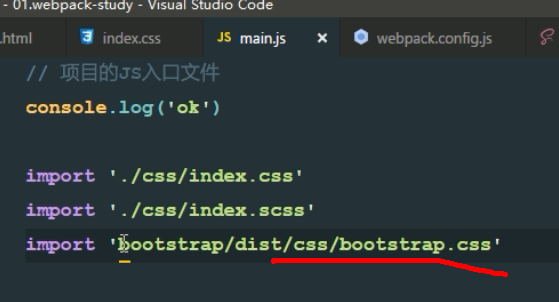 - 01.webpack-study - Visual Studio Code
.html index.css JS main.js × webpack.config.js
// 项目的JS入口文件
console.log('ok')
import './css/index.css'
import './css/index.scss'
import 'bootstrap/dist/css/bootstrap.css'